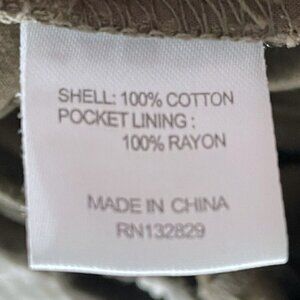 SHELL: 100% COTTON
POCKET LINING :
100% RAYON
MADE IN CHINA
RN132829